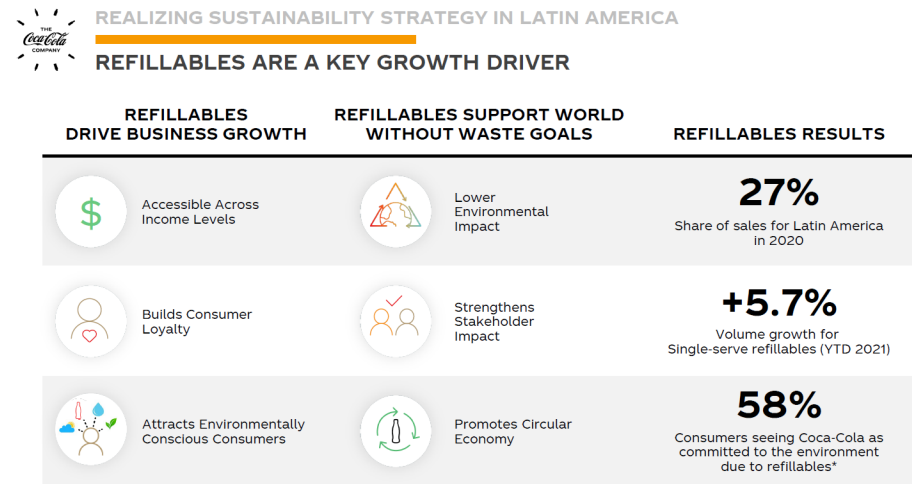 THE
Coca-Cola
COMPANY
REALIZING SUSTAINABILITY STRATEGY IN LATIN AMERICA
REFILLABLES ARE A KEY GROWTH DRIVER
REFILLABLES
DRIVE BUSINESS GROWTH
REFILLABLES SUPPORT WORLD
WITHOUT WASTE GOALS
REFILLABLES RESULTS
$
Accessible Across
Income Levels
Lower
Environmental
Impact
27%
Share of sales for Latin America
in 2020
Builds Consumer
Loyalty
Strengthens
Stakeholder
Impact
+5.7%
Volume growth for
Single-serve refillables (YTD 2021)
Attracts Environmentally
Conscious Consumers
Promotes Circular
Economy
58%
Consumers seeing Coca-Cola as
committed to the environment
due to refillables*